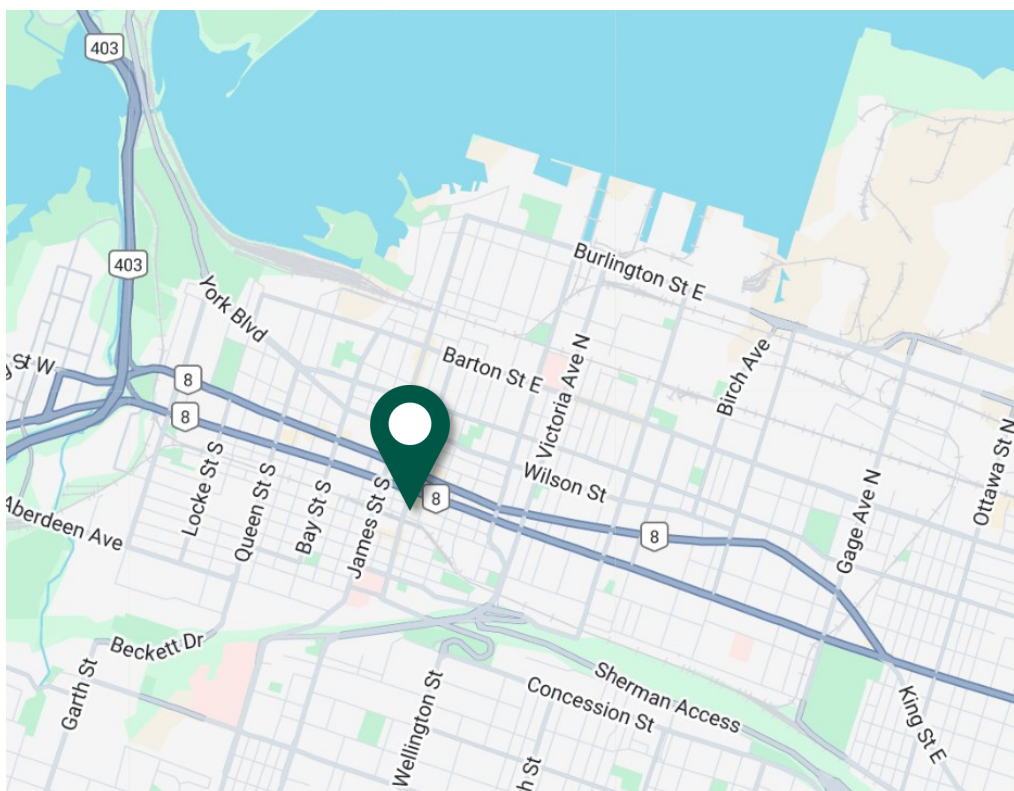 403
403
York Blvd
Burlington St E
Barton St E
Victoria Ave N
Birch Ave
y St W
8
8
Wilson St
8
8
Locke St S
Queen St S
Bay St S
James St S
Aberdeen Ave
Gage Ave N
Ottawa St N
Beckett Dr
Garth St
Wellington St
Concession St
Sherman Access
King St E
h St